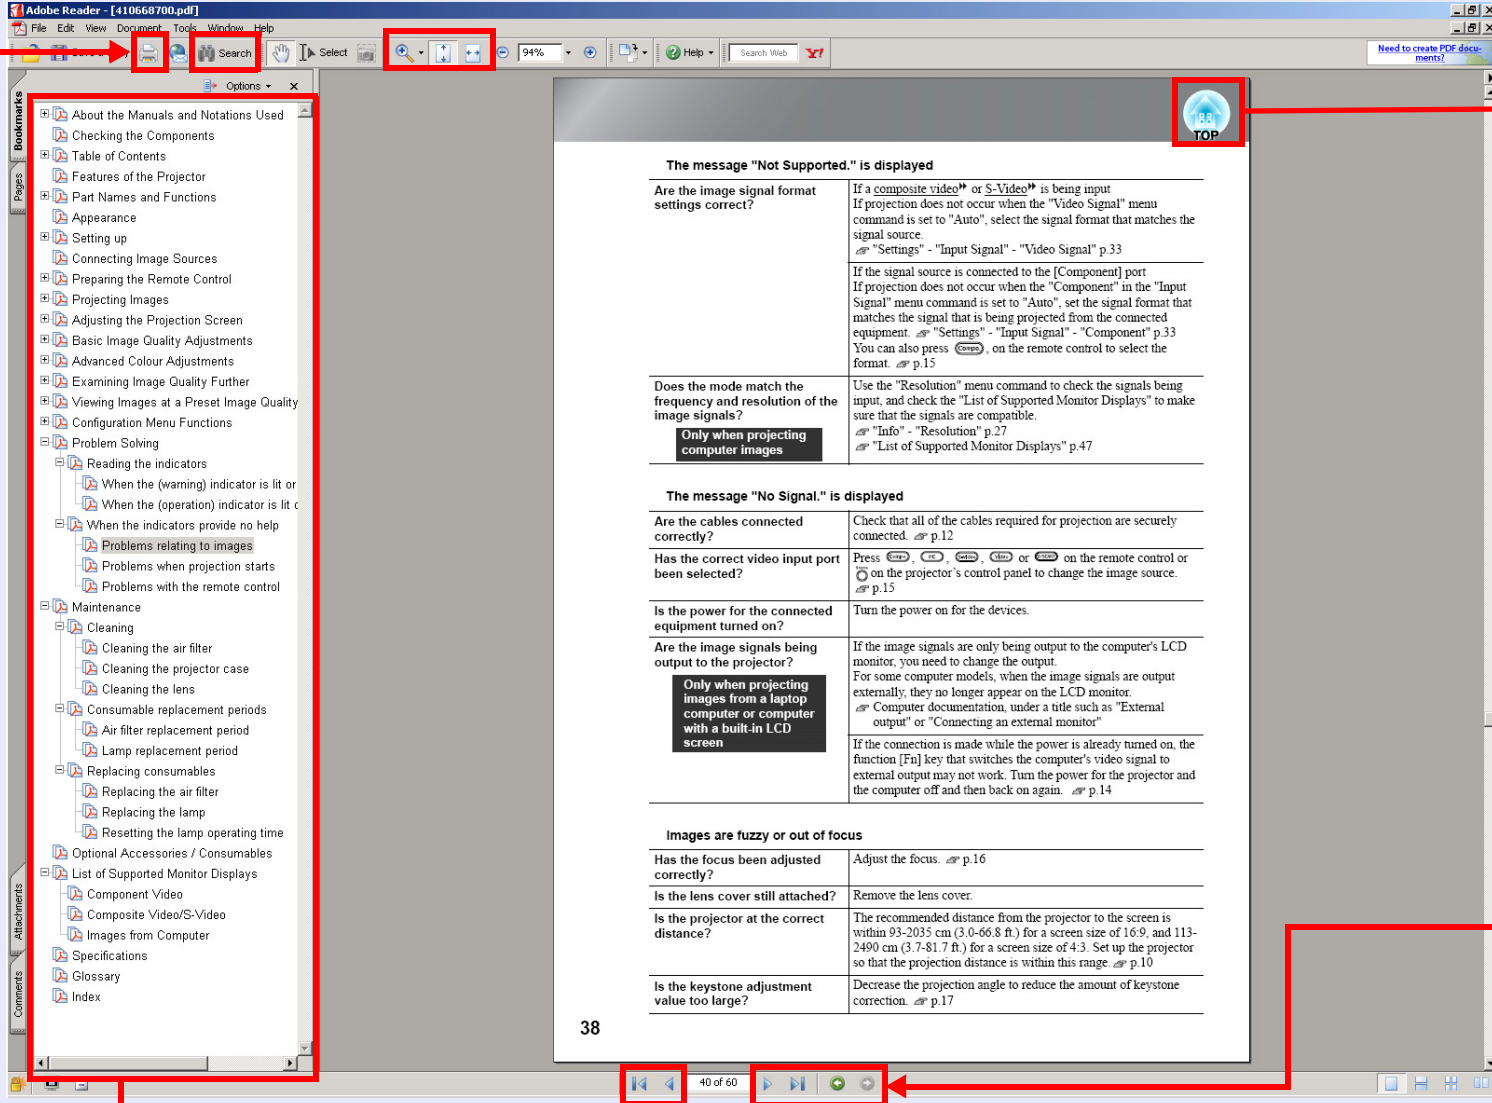 Adobe Reader - [410668700.pdf]
File Edit View Document Tools Window Help
Search
Select
94%
Help
Search Web
Y!
Need to create PDF docu-
ments?
Options
Bookmarks
Pages
Attachments
Comments
About the Manuals and Notations Used
Checking the Components
Table of Contents
Features of the Projector
Part Names and Functions
Appearance
Setting up
Connecting Image Sources
Preparing the Remote Control
Projecting Images
Adjusting the Projection Screen
Basic Image Quality Adjustments
Advanced Colour Adjustments
Examining Image Quality Further
Viewing Images at a Preset Image Quality
Configuration Menu Functions
Problem Solving
Reading the indicators
When the (warning) indicator is lit or
When the (operation) indicator is lit
When the indicators provide no help
Problems relating to images
Problems when projection starts
Problems with the remote control
Maintenance
Cleaning
Cleaning the air filter
Cleaning the projector case
Cleaning the lens
Consumable replacement periods
Air filter replacement period
Lamp replacement period
Replacing consumables
Replacing the air filter
Replacing the lamp
Resetting the lamp operating time
Optional Accessories / Consumables
List of Supported Monitor Displays
Component Video
Composite Video/S-Video
Images from Computer
Specifications
Glossary
Index
TOP
The message "Not Supported." is displayed
Are the image signal format
settings correct?
If a composite video or S-Video is being input
If projection does not occur when the "Video Signal" menu
command is set to "Auto", select the signal format that matches the
signal source.
"Settings" - "Input Signal" - "Video Signal" p.33
If the signal source is connected to the [Component] port
If projection does not occur when the "Component" in the "Input
Signal" menu command is set to "Auto", set the signal format that
matches the signal that is being projected from the connected
equipment. "Settings" - "Input Signal" - "Component" p.33
You can also press Compo., on the remote control to select the
format. p.15
Does the mode match the
frequency and resolution of the
image signals?
Only when projecting
computer images
Use the "Resolution" menu command to check the signals being
input, and check the "List of Supported Monitor Displays" to make
sure that the signals are compatible.
"Info" - "Resolution" p.27
"List of Supported Monitor Displays" p.47
The message "No Signal." is displayed
Are the cables connected
correctly?
Check that all of the cables required for projection are securely
connected. p.12
Has the correct video input port
been selected?
Press Compo., PC, S-Video, Video or on the remote control or
on the projector's control panel to change the image source.
p.15
Is the power for the connected
equipment turned on?
Turn the power on for the devices.
Are the image signals being
output to the projector?
Only when projecting
images from a laptop
computer or computer
with a built-in LCD
screen
If the image signals are only being output to the computer's LCD
monitor, you need to change the output.
For some computer models, when the image signals are output
externally, they no longer appear on the LCD monitor.
Computer documentation, under a title such as "External
output" or "Connecting an external monitor"
If the connection is made while the power is already turned on, the
function [Fn] key that switches the computer's video signal to
external output may not work. Turn the power for the projector and
the computer off and then back on again. p.14
Images are fuzzy or out of focus
Has the focus been adjusted
correctly?
Adjust the focus. p.16
Is the lens cover still attached?
Remove the lens cover.
Is the projector at the correct
distance?
The recommended distance from the projector to the screen is
within 93-2035 cm (3.0-66.8 ft.) for a screen size of 16:9, and 113-
2490 cm (3.7-81.7 ft.) for a screen size of 4:3. Set up the projector
so that the projection distance is within this range. p.10
Is the keystone adjustment
value too large?
Decrease the projection angle to reduce the amount of keystone
correction. p.17
38
40 of 60